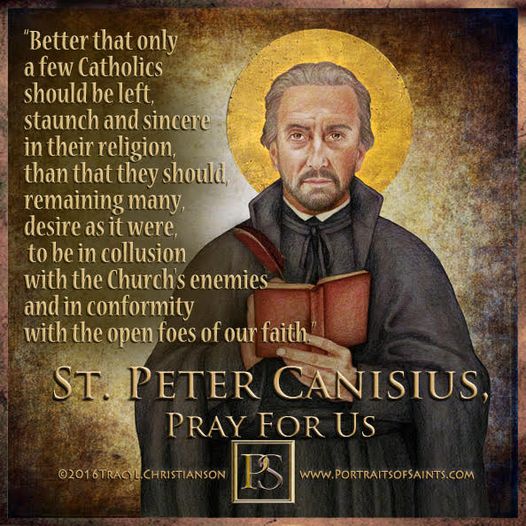 "Better that only
a few Catholics
should be left,
staunch and sincere
in their religion,
than that they should,
remaining many,
desire as it were,
to be in collusion
with the Church's enemies
and in conformity
with the open foes of our faith."
St. Peter Canisius,
Pray For Us
©2016 Tracy L. Christianson
PS
www.PortraitsofSaints.com